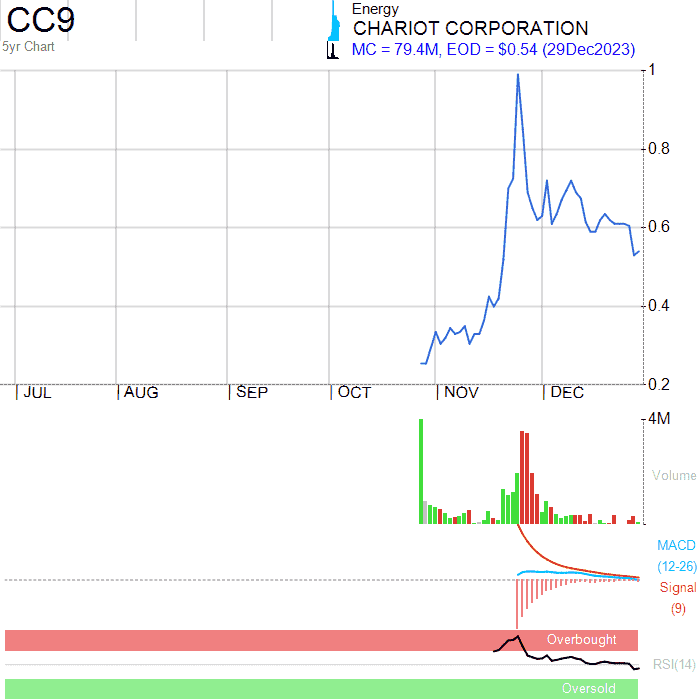 CC9
5yr Chart
Energy
CHARIOT CORPORATION
MC = 79.4M, EOD = $0.54 (29Dec2023)
1
0.8
0.6
0.4
0.2
JUL AUG SEP OCT NOV DEC
4M
Volume
MACD
(12-26)
Signal
(9)
Overbought
RSI(14)
Oversold